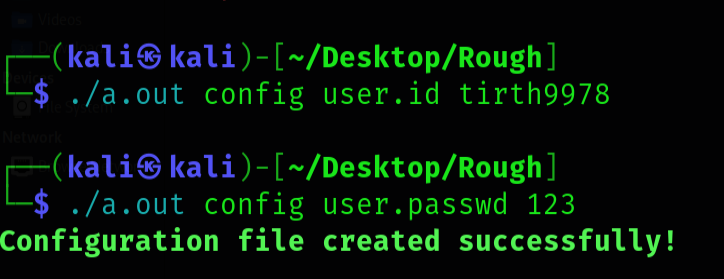 Videos
┌──(kali㉿kali)-[~/Desktop/Rough]
└─$ ./a.out config user.id tirth9978
Network
┌──(kali㉿kali)-[~/Desktop/Rough]
└─$ ./a.out config user.passwd 123
Configuration file created successfully!